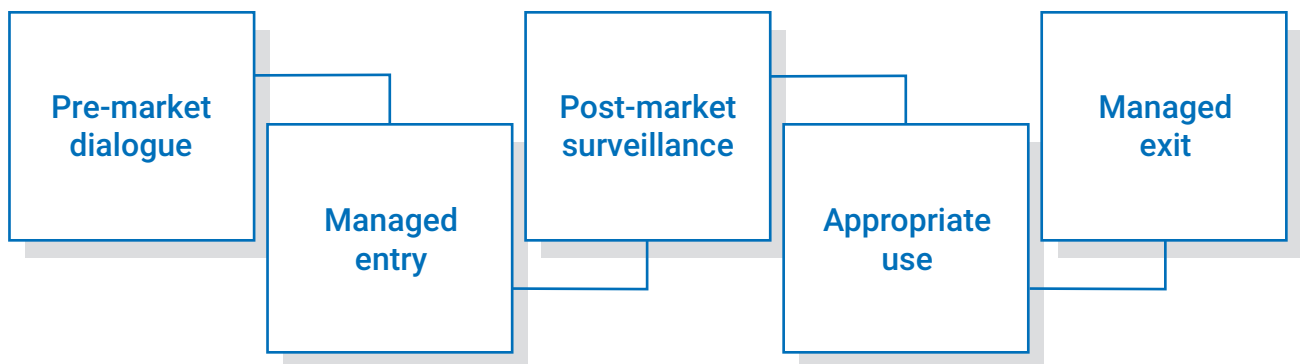 Pre-market
dialogue
Managed
entry
Post-market
surveillance
Appropriate
use
Managed
exit